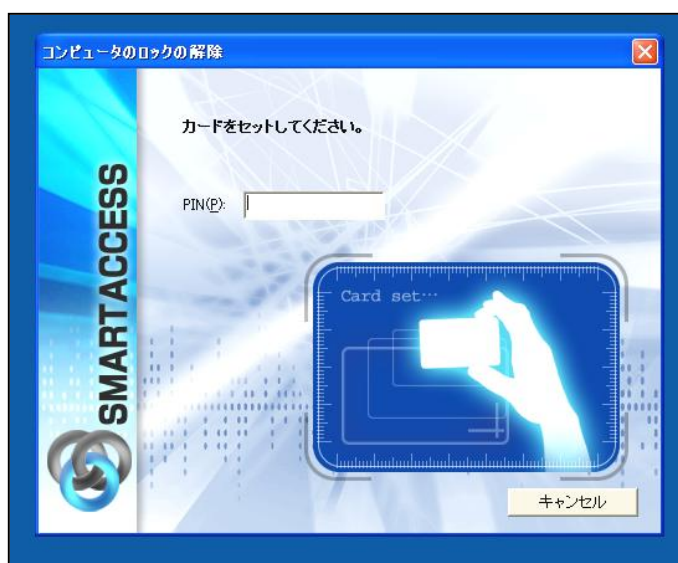 コンピュータのロックの解除
カードをセットしてください。
PIN(P):
SMARTACCESS
Card set…
キャンセル